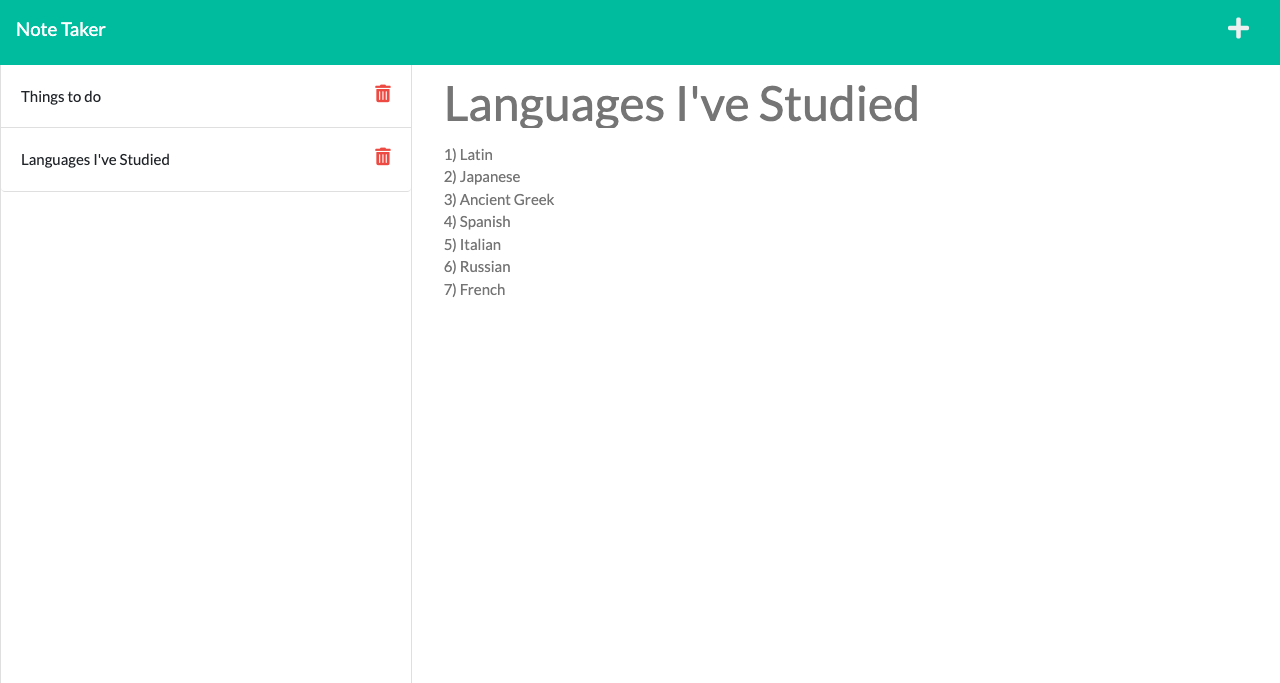 Note Taker
Things to do
Languages I've Studied
Languages I've Studied
1) Latin
2) Japanese
3) Ancient Greek
4) Spanish
5) Italian
6) Russian
7) French